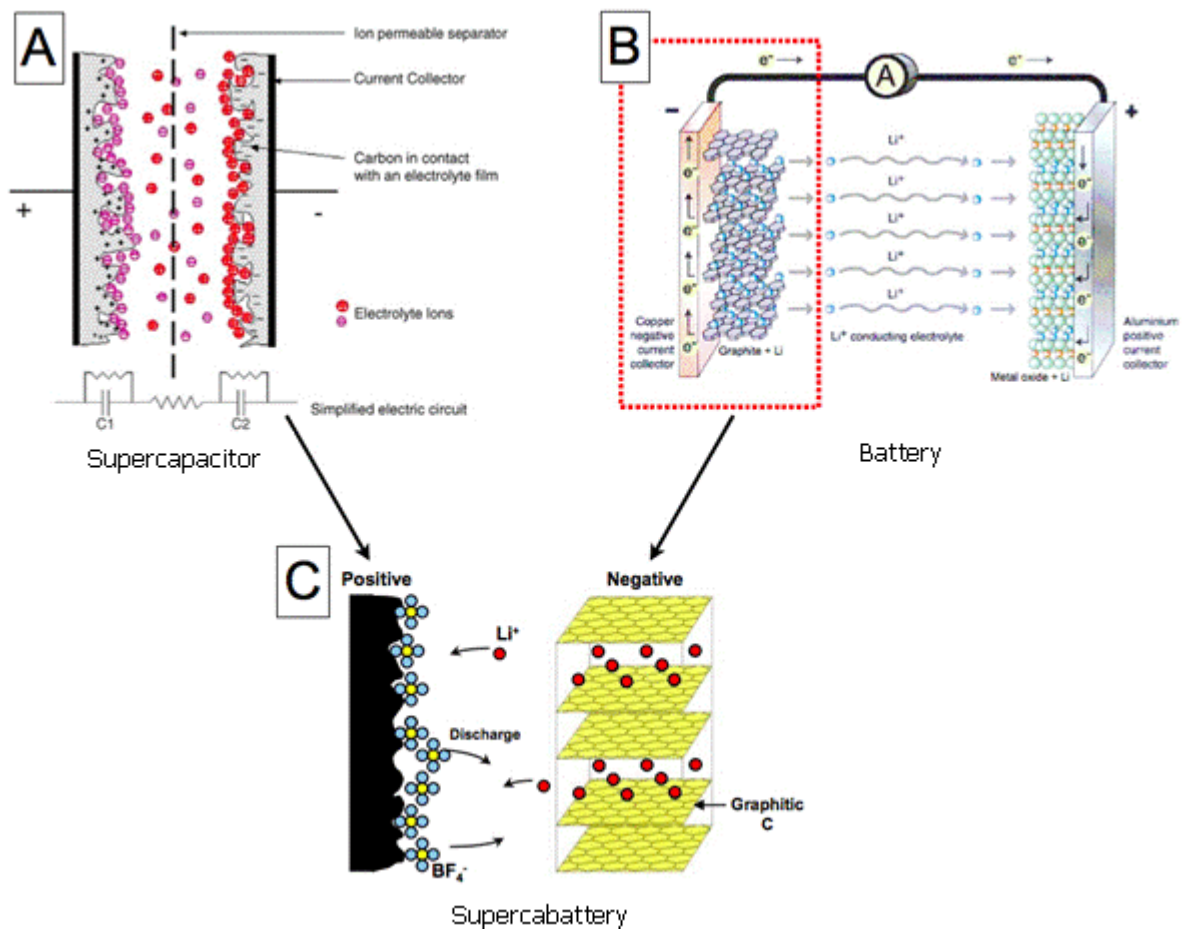 A
Ion permeable separator
Current Collector
Carbon in contact
with an electrolyte film
+
-
Electrolyte Ions
C1
C2
Simplified electric circuit
Supercapacitor
B
e⁻
A
e⁻
−
+
Li⁺
Li⁺
Li⁺
Li⁺
Li⁺
e⁻
e⁻
e⁻
e⁻
e⁻
e⁻
e⁻
Copper
negative
current
collector
Graphite + Li
Li⁺ conducting electrolyte
Metal oxide + Li
Aluminium
positive
current
collector
Battery
C
Positive
Negative
Li⁺
Discharge
Graphitic
C
BF₄⁻
Supercabattery